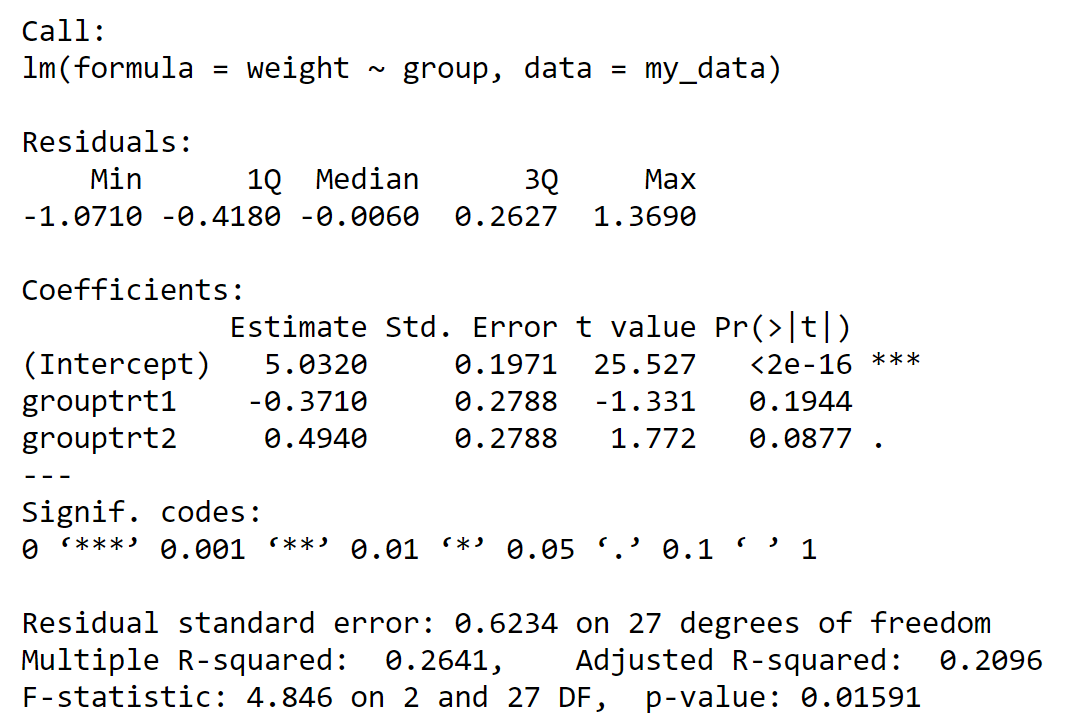 Call:
lm(formula = weight ~ group, data = my_data)

Residuals:
    Min      1Q  Median      3Q     Max
-1.0710 -0.4180 -0.0060  0.2627  1.3690

Coefficients:
            Estimate Std. Error t value Pr(>|t|)
(Intercept)   5.0320     0.1971  25.527   <2e-16 ***
grouptrt1    -0.3710     0.2788  -1.331   0.1944
grouptrt2     0.4940     0.2788   1.772   0.0877 .
---
Signif. codes:
0 ‘***’ 0.001 ‘**’ 0.01 ‘*’ 0.05 ‘.’ 0.1 ‘ ’ 1

Residual standard error: 0.6234 on 27 degrees of freedom
Multiple R-squared:  0.2641,    Adjusted R-squared:  0.2096
F-statistic: 4.846 on 2 and 27 DF,  p-value: 0.01591